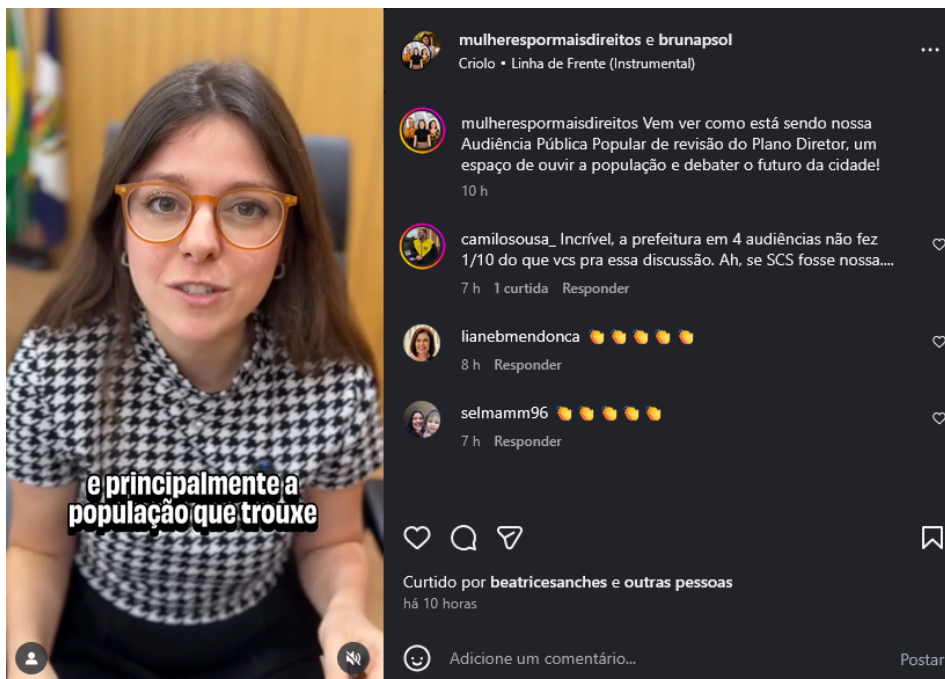 mulherespormaisdireitos e brunapsol
Criolo • Linha de Frente (Instrumental)
mulherespormaisdireitos Vem ver como está sendo nossa
Audiência Pública Popular de revisão do Plano Diretor, um
espaço de ouvir a população e debater o futuro da cidade!
10 h
camilosousa_ Incrível, a prefeitura em 4 audiências não fez
1/10 do que vcs pra essa discussão. Ah, se SCS fosse nossa....
7 h 1 curtida Responder
lianebmendonca 👏👏👏👏👏
8 h Responder
selmamm96 👏👏👏👏👏
7 h Responder
e principalmente a
população que trouxe
Curtido por beatricesanches e outras pessoas
há 10 horas
Adicione um comentário...
Postar